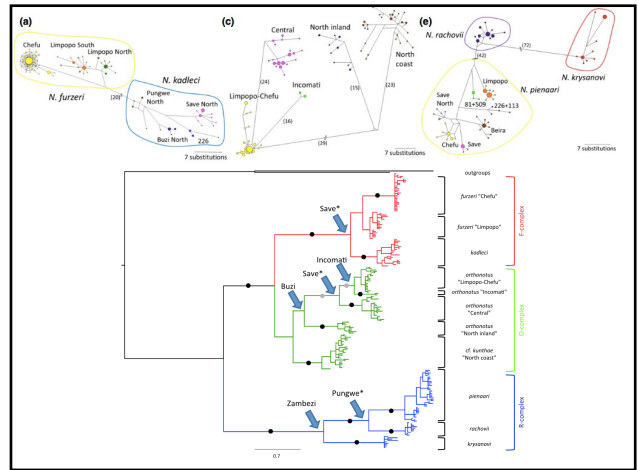 (a)
Chefu
Limpopo South
Limpopo North
N. furzeri
[20]
N. kadleci
Pungwe
North
Save North
Buzi North
226
7 substitutions
(c)
Central
North inland
North
coast
[24]
Limpopo-Chefu
Incomati
[16]
[15]
[23]
[29]
7 substitutions
(e)
N. rachovii
[72]
[42]
N. krysanovi
N. pienaari
Limpopo
Save
North
81+509
226+113
Beira
Chefu
Save
7 substitutions
outgroups
furzeri "Chefu"
Save*
furzeri "Limpopo"
F-complex
kadleci
Incomati
Save*
orthonotus
"Limpopo-Chefu"
Buzi
orthonotus "Incomati"
orthonotus
"Central"
O-complex
orthonotus
"North inland"
cf. kunthae
"North coast"
Pungwe*
Zambezi
pienaari
R-complex
rachovii
krysanovi
0.7